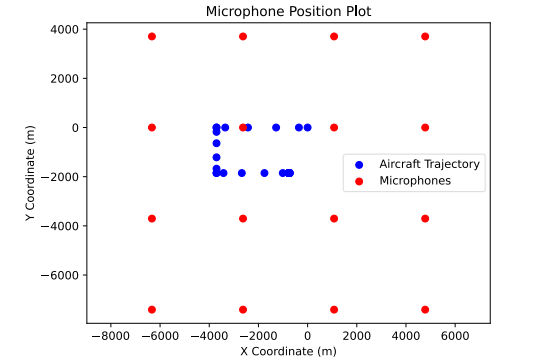 Microphone Position Plot
4000
2000
0
−2000
−4000
−6000
Y Coordinate (m)
Aircraft Trajectory
Microphones
−8000 −6000 −4000 −2000 0 2000 4000 6000
X Coordinate (m)